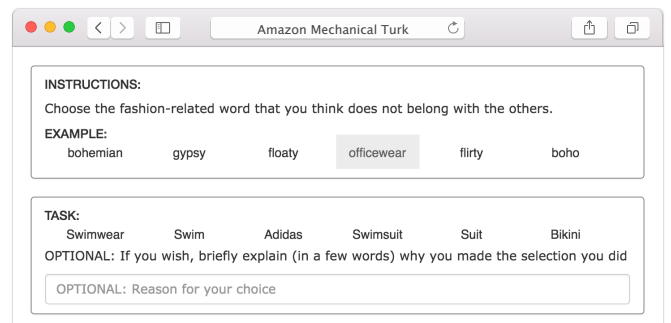 Amazon Mechanical Turk
INSTRUCTIONS:
Choose the fashion-related word that you think does not belong with the others.
EXAMPLE:
bohemian gypsy floaty officewear flirty boho
TASK:
Swimwear Swim Adidas Swimsuit Suit Bikini
OPTIONAL: If you wish, briefly explain (in a few words) why you made the selection you did
OPTIONAL: Reason for your choice